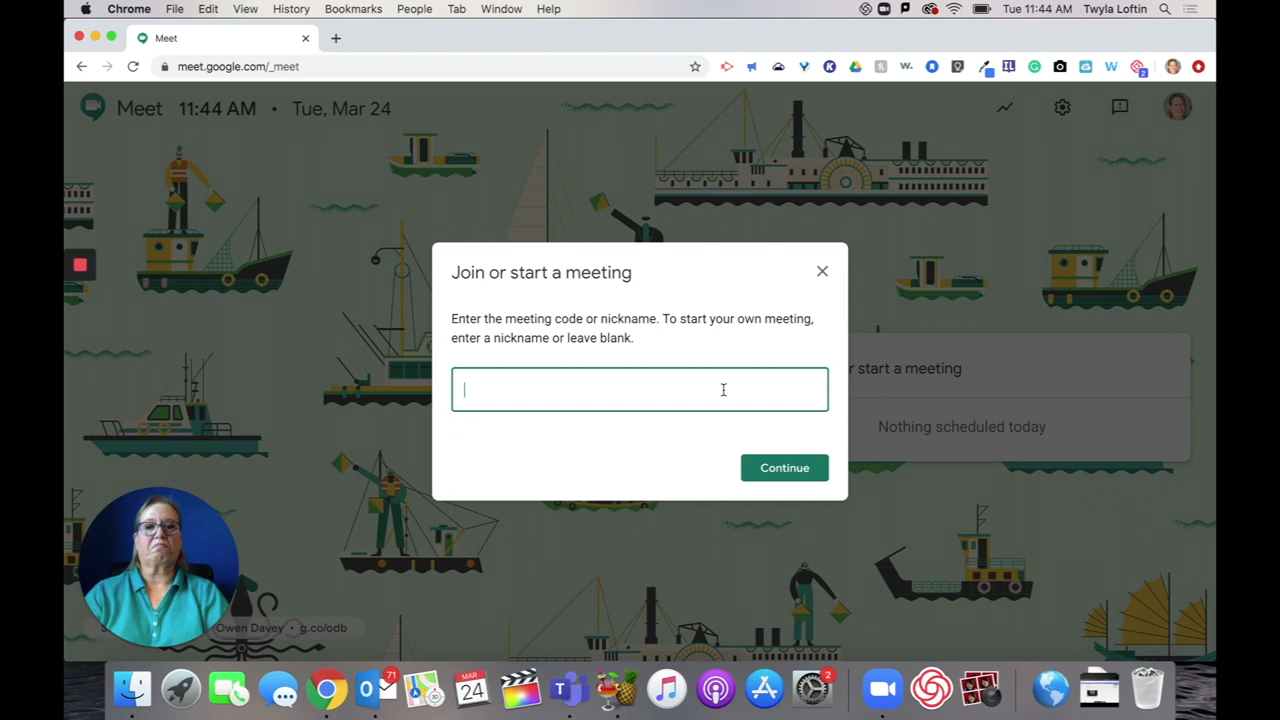 Chrome File Edit View History Bookmarks People Tab Window Help Tue 11:44 AM Twyla Loftin
Meet
meet.google.com/_meet
2
Meet 11:44 AM • Tue, Mar 24
Join or start a meeting
Enter the meeting code or nickname. To start your own meeting,
enter a nickname or leave blank.
r start a meeting
Nothing scheduled today
Continue
Owen Davey • g.co/odb
71
MAR
24
2